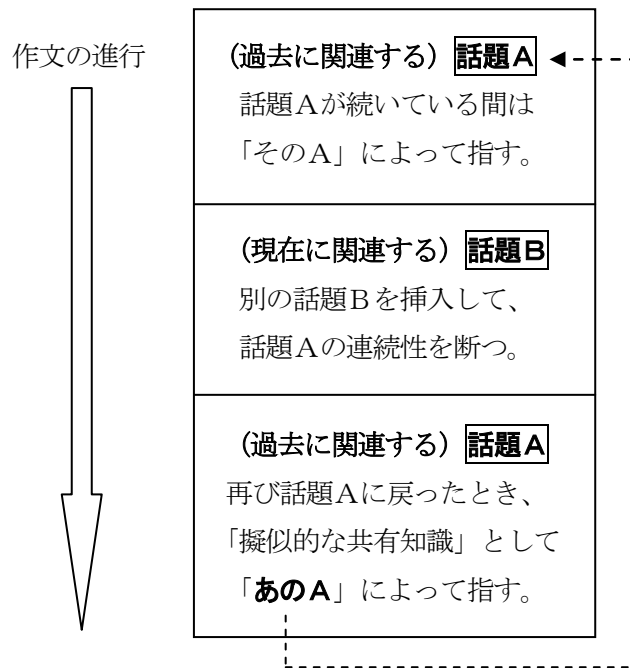 作文の進行
（過去に関連する）話題Ａ
話題Ａが続いている間は
「そのＡ」によって指す。
（現在に関連する）話題Ｂ
別の話題Ｂを挿入して、
話題Ａの連続性を断つ。
（過去に関連する）話題Ａ
再び話題Ａに戻ったとき、
「擬似的な共有知識」として
「あのＡ」によって指す。